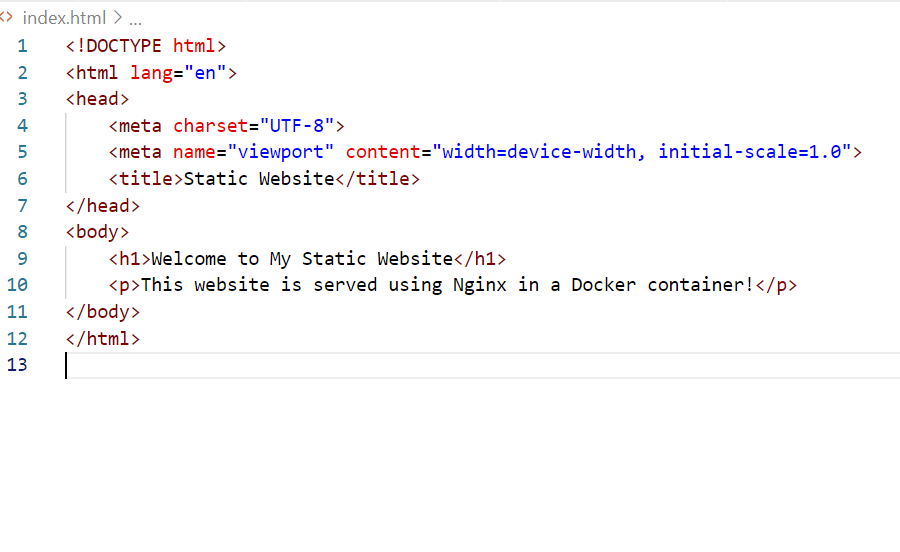 <> index.html > ...
1 <!DOCTYPE html>
2 <html lang="en">
3 <head>
4     <meta charset="UTF-8">
5     <meta name="viewport" content="width=device-width, initial-scale=1.0">
6     <title>Static Website</title>
7 </head>
8 <body>
9     <h1>Welcome to My Static Website</h1>
10     <p>This website is served using Nginx in a Docker container!</p>
11 </body>
12 </html>
13